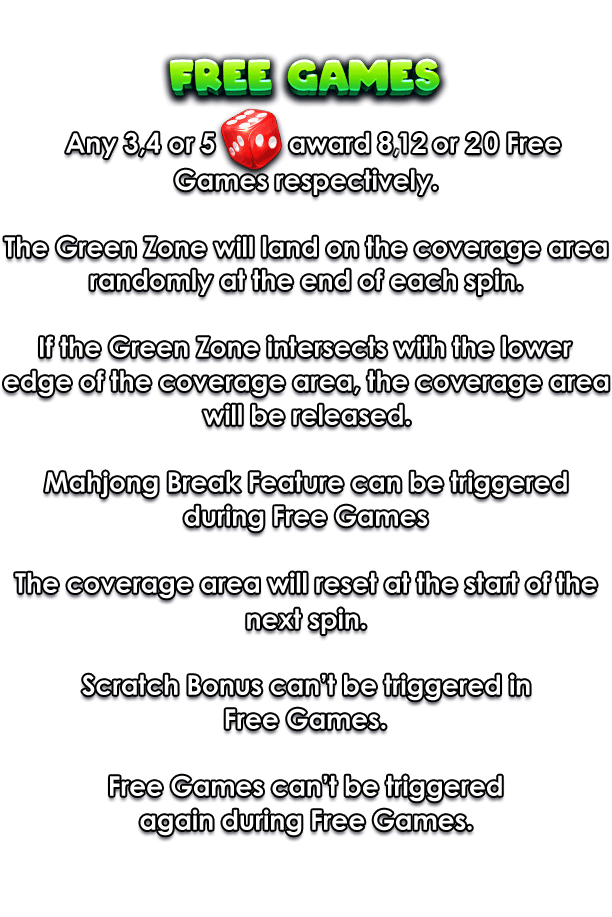 FREE GAMES
Any 3,4 or 5 award 8,12 or 20 Free
Games respectively.
The Green Zone will land on the coverage area
randomly at the end of each spin.
If the Green Zone intersects with the lower
edge of the coverage area, the coverage area
will be released.
Mahjong Break Feature can be triggered
during Free Games
The coverage area will reset at the start of the
next spin.
Scratch Bonus can't be triggered in
Free Games.
Free Games can't be triggered
again during Free Games.